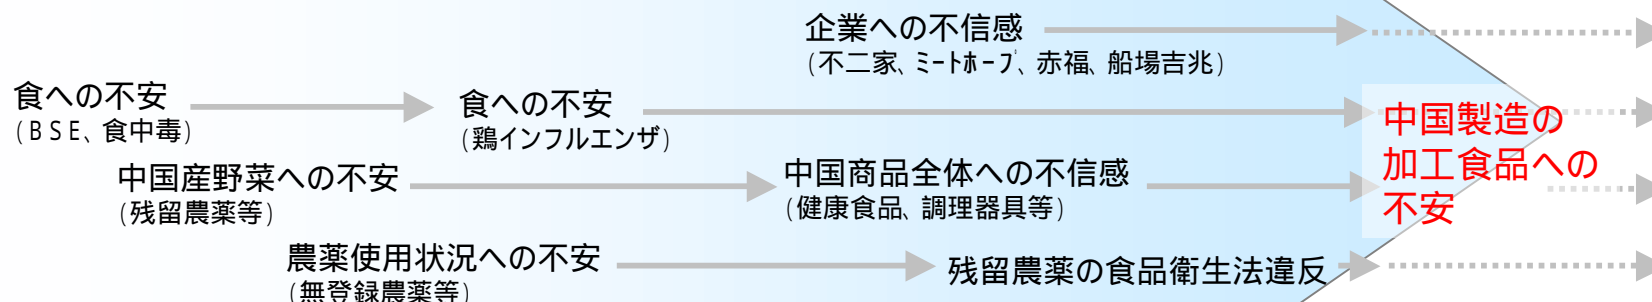 企業への不信感
(不二家、ミートホープ、赤福、船場吉兆)
食への不安
(BSE、食中毒)
食への不安
(鶏インフルエンザ)
中国製造の
加工食品への
不安
中国産野菜への不安
(残留農薬等)
中国商品全体への不信感
(健康食品、調理器具等)
農薬使用状況への不安
(無登録農薬等)
残留農薬の食品衛生法違反